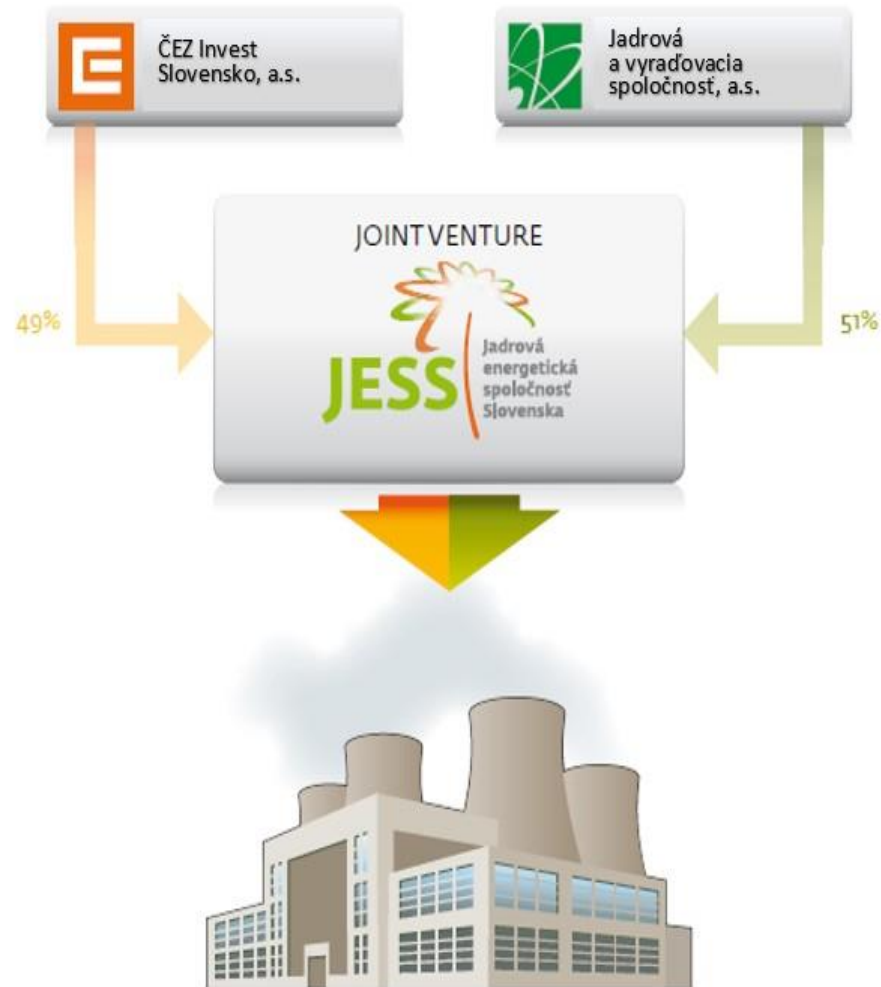 ČEZ Invest
Slovensko, a.s.
Jadrová
a vyraďovacia
spoločnosť, a.s.
JOINT VENTURE
49%
51%
JESS
Jadrová
energetická
spoločnosť
Slovenska